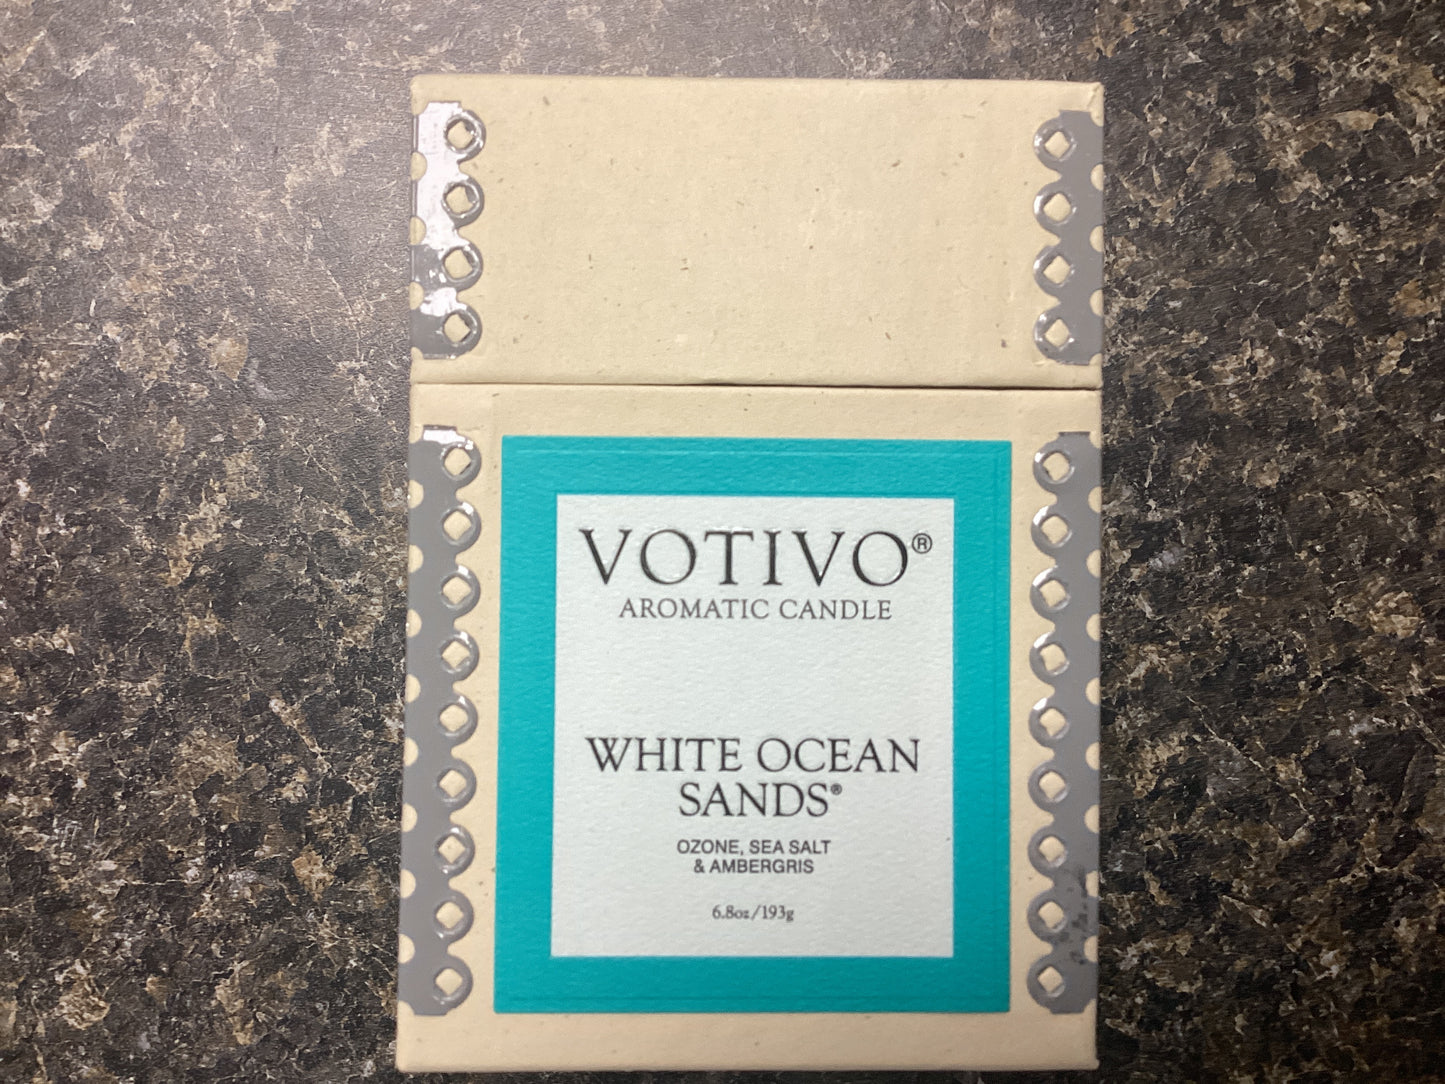 VOTIVO®
AROMATIC CANDLE
WHITE OCEAN
SANDS®
OZONE, SEA SALT
& AMBERGRIS
6.8oz/193g